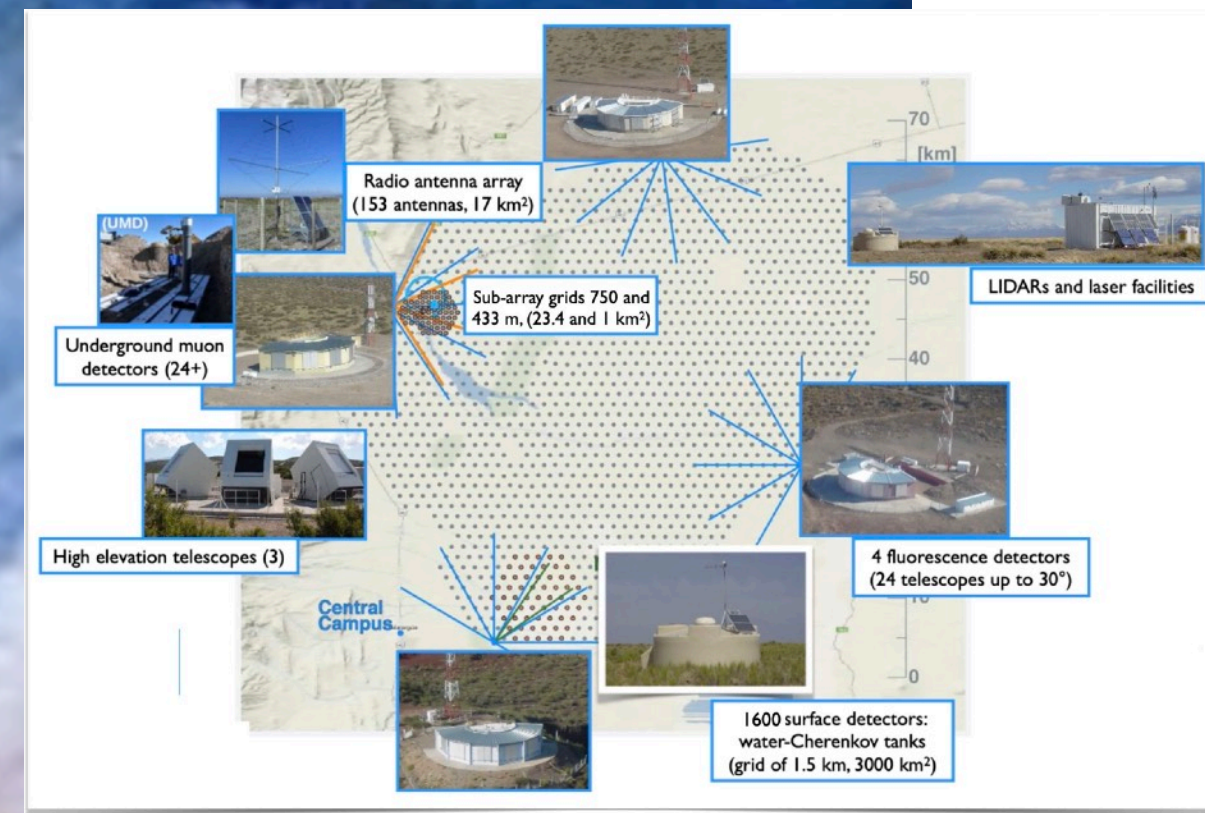 70
[km]
Radio antenna array
(153 antennas, 17 km²)
(UMD)
50
LIDARs and laser facilities
Sub-array grids 750 and
433 m, (23.4 and 1 km²)
Underground muon
detectors (24+)
40
High elevation telescopes (3)
4 fluorescence detectors
(24 telescopes up to 30°)
10
Central
Campus
0
1600 surface detectors:
water-Cherenkov tanks
(grid of 1.5 km, 3000 km²)